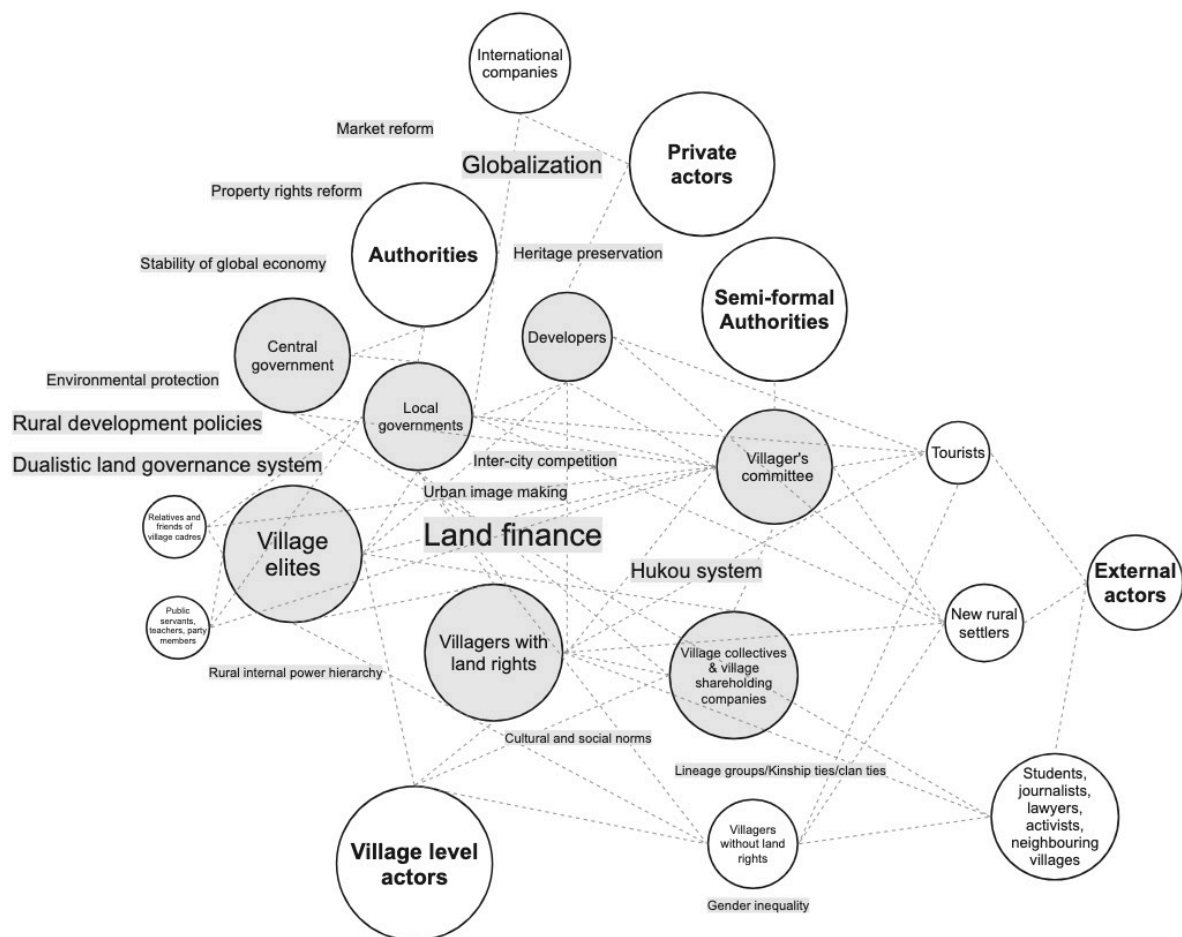 International
companies
Market reform
Globalization
Private
actors
Property rights reform
Authorities
Heritage preservation
Stability of global economy
Semi-formal
Authorities
Central
government
Developers
Environmental protection
Local
governments
Rural development policies
Dualistic land governance system
Inter-city competition
Villager's
committee
Tourists
Urban image making
Relatives and
friends of
village cadres
Village
elites
Land finance
Hukou system
External
actors
Public
servants,
teachers, party
members
Villagers with
land rights
Village collectives
& village
shareholding
companies
New rural
settlers
Rural internal power hierarchy
Cultural and social norms
Lineage groups/Kinship ties/clan ties
Students,
journalists,
lawyers,
activists,
neighbouring
villages
Village level
actors
Villagers
without land
rights
Gender inequality